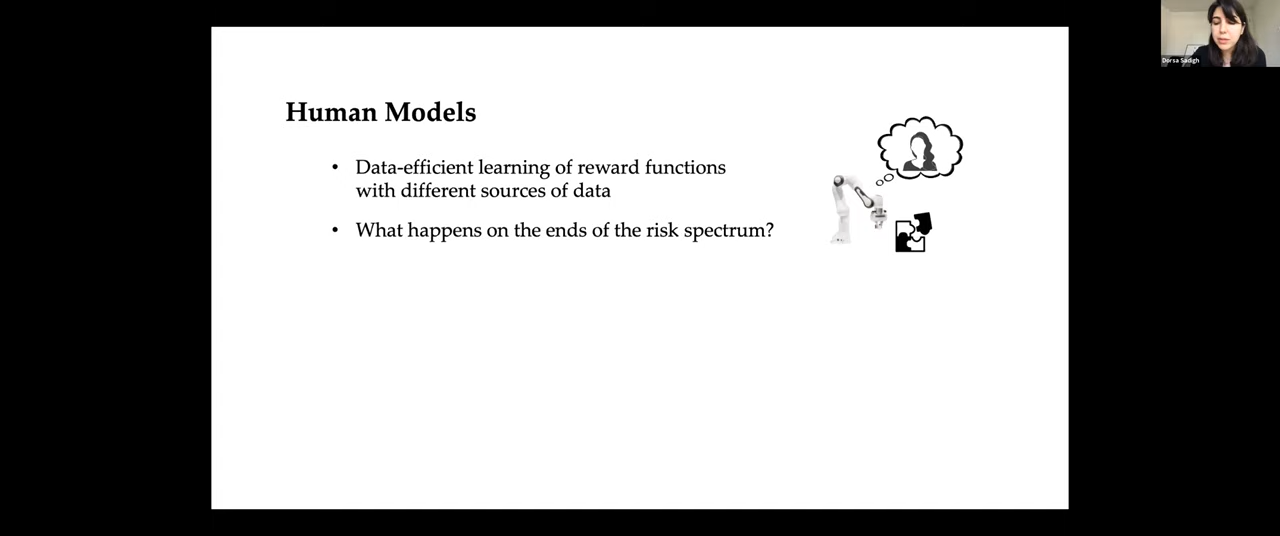 Dorsa Sadigh
Human Models
• Data-efficient learning of reward functions
with different sources of data
• What happens on the ends of the risk spectrum?